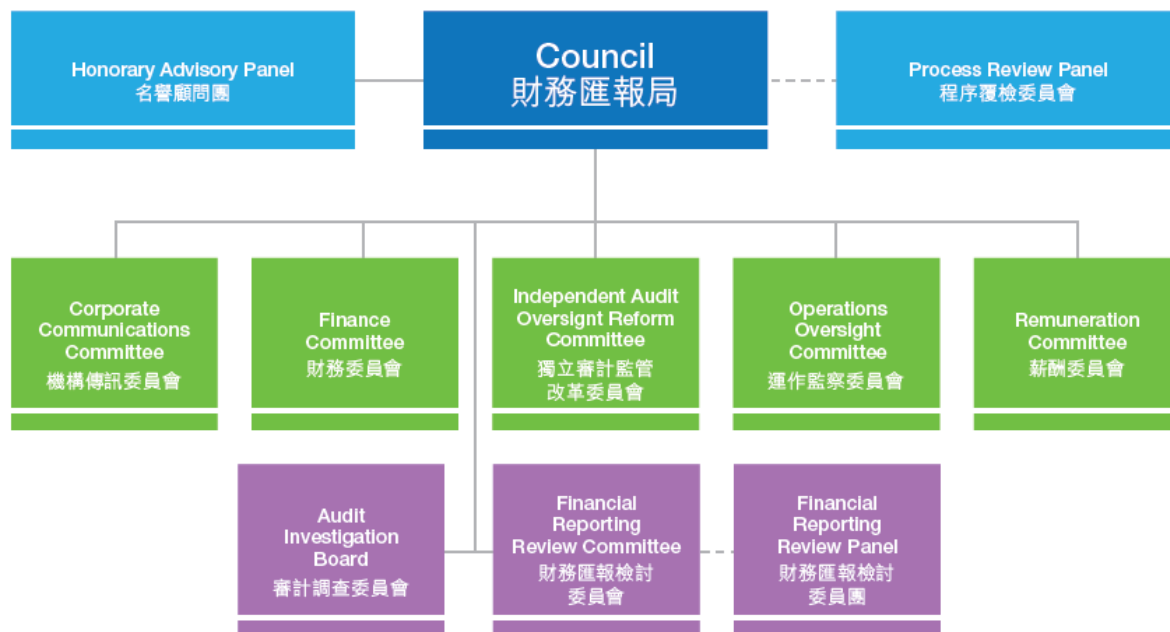 Honorary Advisory Panel
名譽顧問團
Council
財務匯報局
Process Review Panel
程序覆檢委員會
Corporate
Communications
Committee
機構傳訊委員會
Finance
Committee
財務委員會
Independent Audit
Oversignt Reform
Committee
獨立審計監管
改革委員會
Operations
Oversight
Committee
運作監察委員會
Remuneration
Committee
薪酬委員會
Audit
Investigation
Board
審計調查委員會
Financial
Reporting
Review Committee
財務匯報檢討
委員會
Financial
Reporting
Review Panel
財務匯報檢討
委員團